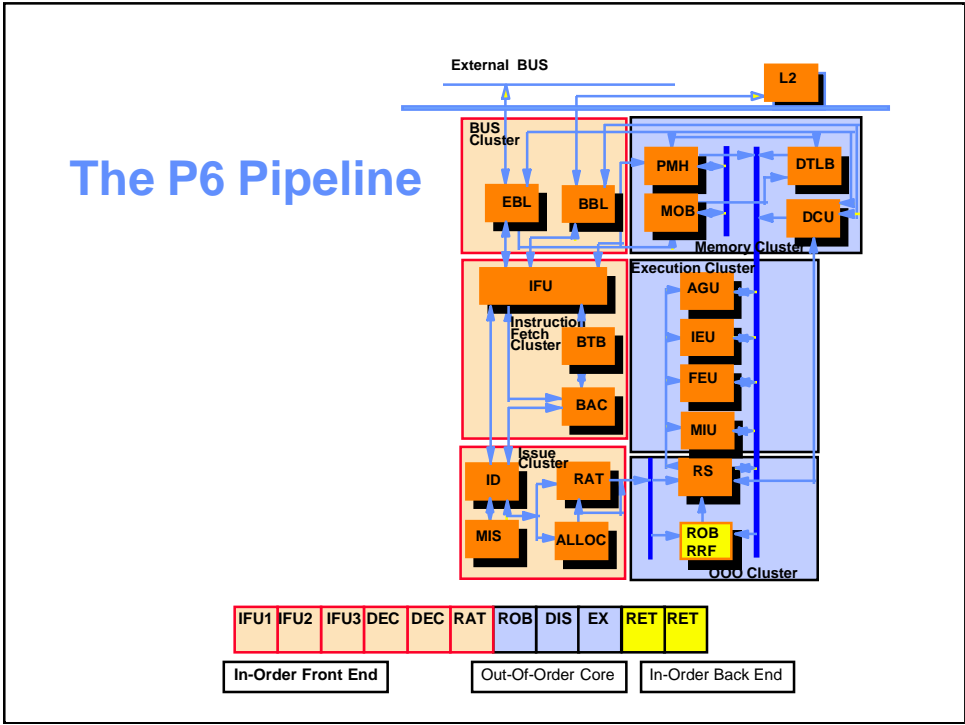 The P6 Pipeline
External BUS
L2
BUS
Cluster
EBL
BBL
PMH
DTLB
MOB
DCU
Memory Cluster
IFU
Instruction
Fetch
Cluster
BTB
BAC
Execution Cluster
AGU
IEU
FEU
MIU
Issue
Cluster
ID
RAT
MIS
ALLOC
RS
ROB
RRF
OOO Cluster
IFU1 IFU2 IFU3 DEC DEC RAT ROB DIS EX RET RET
In-Order Front End
Out-Of-Order Core
In-Order Back End